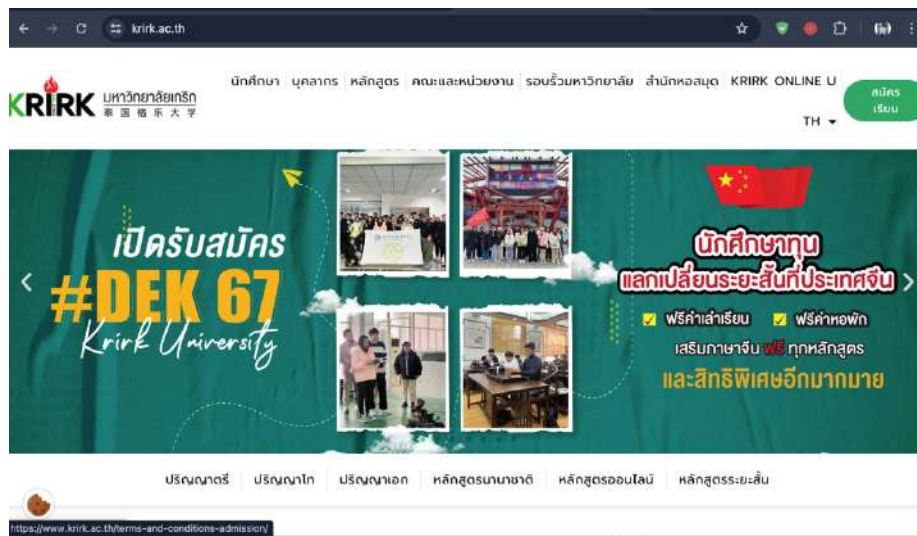 krirk.ac.th
KRIRK มหาวิทยาลัยเกริก
泰国格乐大学
นักศึกษา บุคลากร หลักสูตร คณะและหน่วยงาน รอบรั้วมหาวิทยาลัย สำนักหอสมุด KRIRK ONLINE U
TH
สมัคร
เรียน
เปิดรับสมัคร
#DEK 67
Krirk University
นักศึกษาทุน
แลกเปลี่ยนระยะสั้นที่ประเทศจีน
ฟรีค่าเล่าเรียน ฟรีค่าหอพัก
เสริมภาษาจีน ฟรี ทุกหลักสูตร
และสิทธิพิเศษอีกมากมาย
ปริญญาตรี ปริญญาโท ปริญญาเอก หลักสูตรนานาชาติ หลักสูตรออนไลน์ หลักสูตรระยะสั้น
https://www.krirk.ac.th/terms-and-conditions-admission/